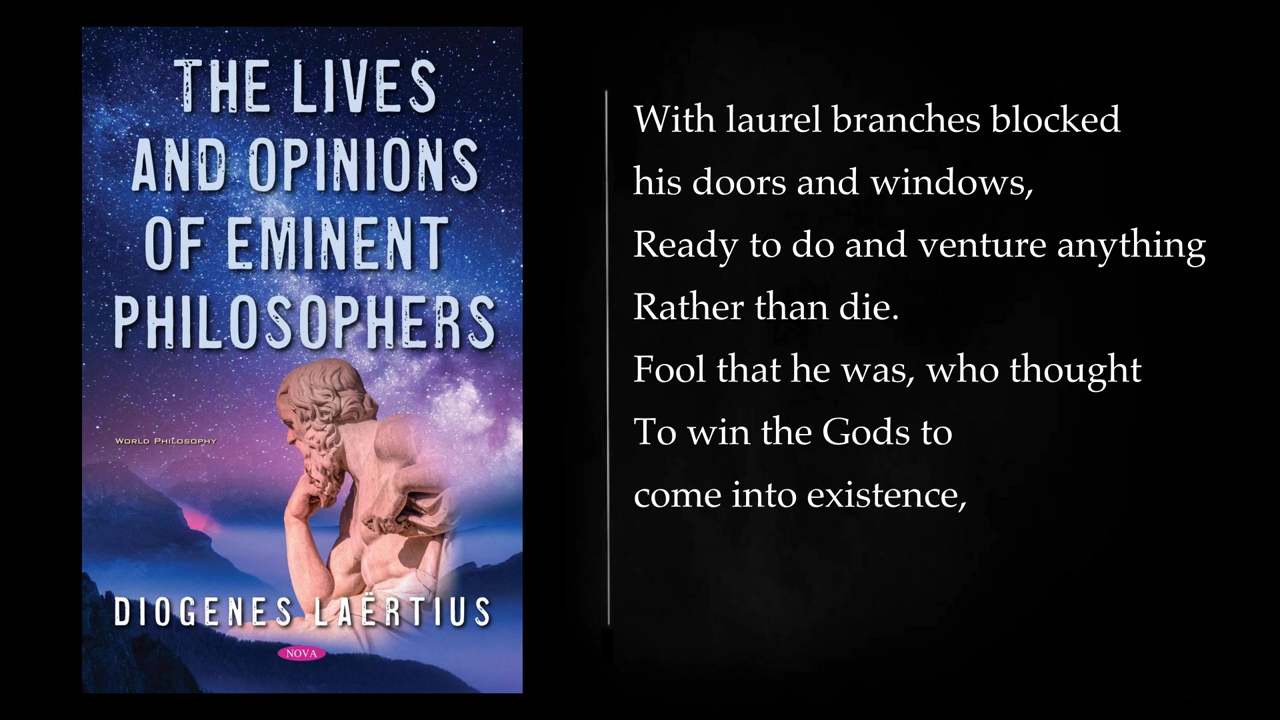 THE LIVES
AND OPINIONS
OF EMINENT
PHILOSOPHERS
WORLD PHILOSOPHY
DIOGENES LAËRTIUS
NOVA
With laurel branches blocked
his doors and windows,
Ready to do and venture anything
Rather than die.
Fool that he was, who thought
To win the Gods to
come into existence,